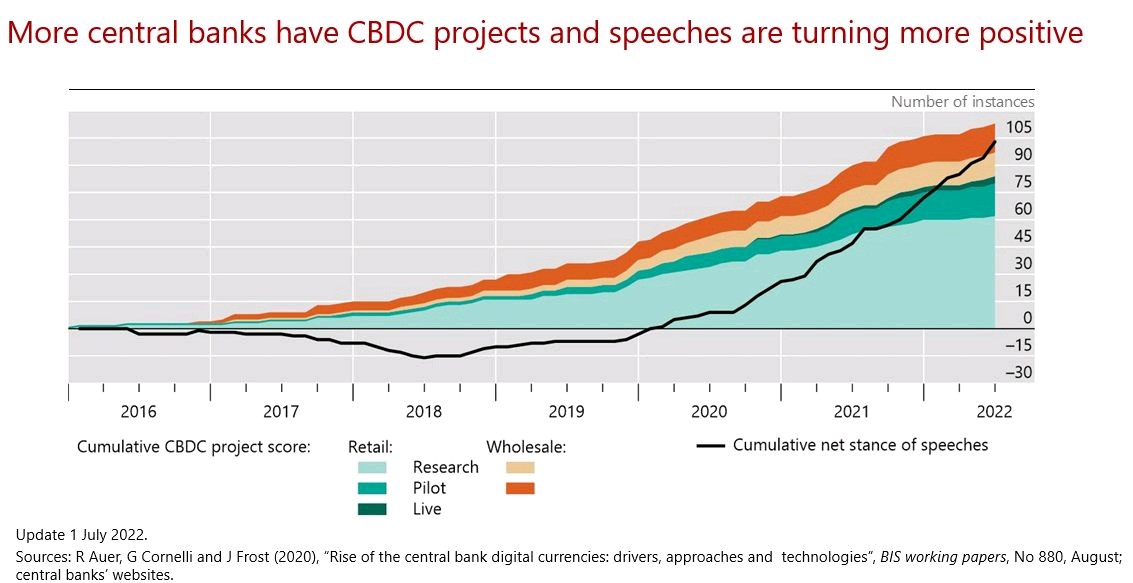 More central banks have CBDC projects and speeches are turning more positive
Number of instances
105
90
75
60
45
30
15
0
–15
–30
2016 2017 2018 2019 2020 2021 2022
Cumulative CBDC project score: Retail: Wholesale: Cumulative net stance of speeches
Research
Pilot
Live
Update 1 July 2022.
Sources: R Auer, G Cornelli and J Frost (2020), “Rise of the central bank digital currencies: drivers, approaches and technologies”, BIS working papers, No 880, August;
central banks’ websites.